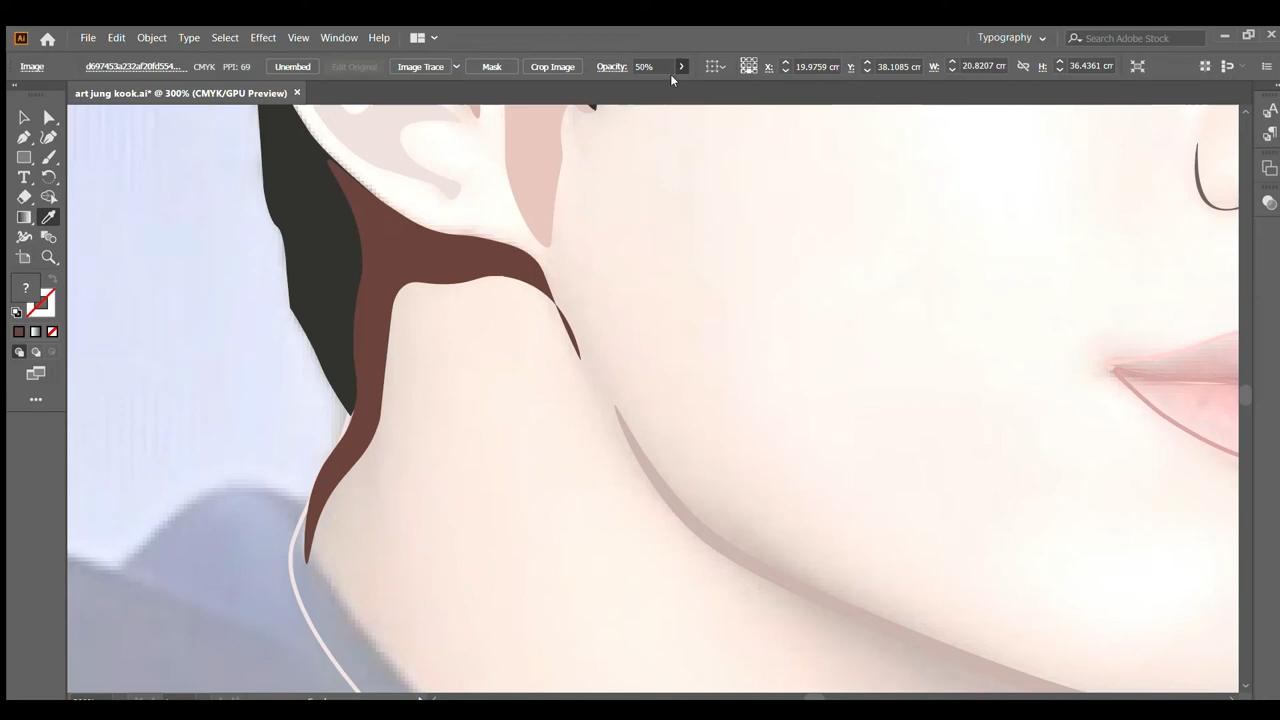 Ai File Edit Object Type Select Effect View Window Help Typography Search Adobe Stock
Image d697453a232af20fd554... CMYK PPI: 69 Unembed Edit Original Image Trace Mask Crop Image Opacity: 50% X: 19.9759 cm Y: 38.1085 cm W: 20.8207 cm H: 36.4361 cm
art jung kook.ai* @ 300% (CMYK/GPU Preview)
?